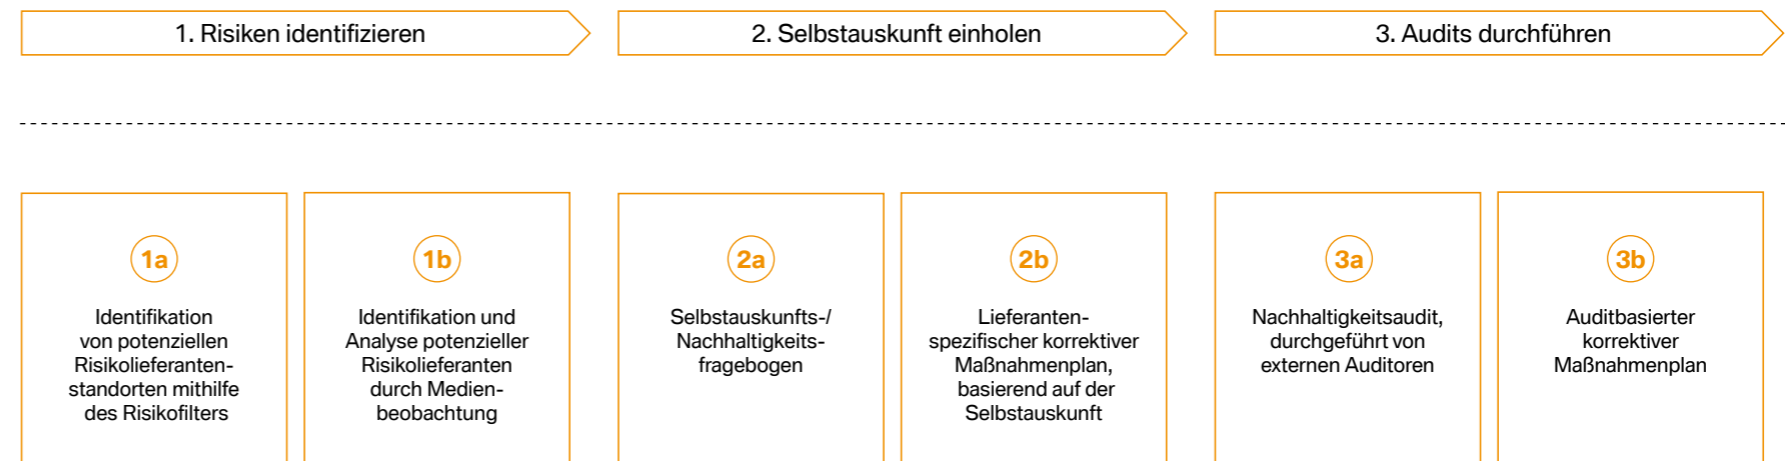 1. Risiken identifizieren
2. Selbstauskunft einholen
3. Audits durchführen
1a
Identifikation
von potenziellen
Risikolieferanten-
standorten mithilfe
des Risikofilters
1b
Identifikation und
Analyse potenzieller
Risikolieferanten
durch Medien-
beobachtung
2a
Selbstauskunfts-/
Nachhaltigkeits-
fragebogen
2b
Lieferanten-
spezifischer korrektiver
Maßnahmenplan,
basierend auf der
Selbstauskunft
3a
Nachhaltigkeitsaudit,
durchgeführt von
externen Auditoren
3b
Auditbasierter
korrektiver
Maßnahmenplan